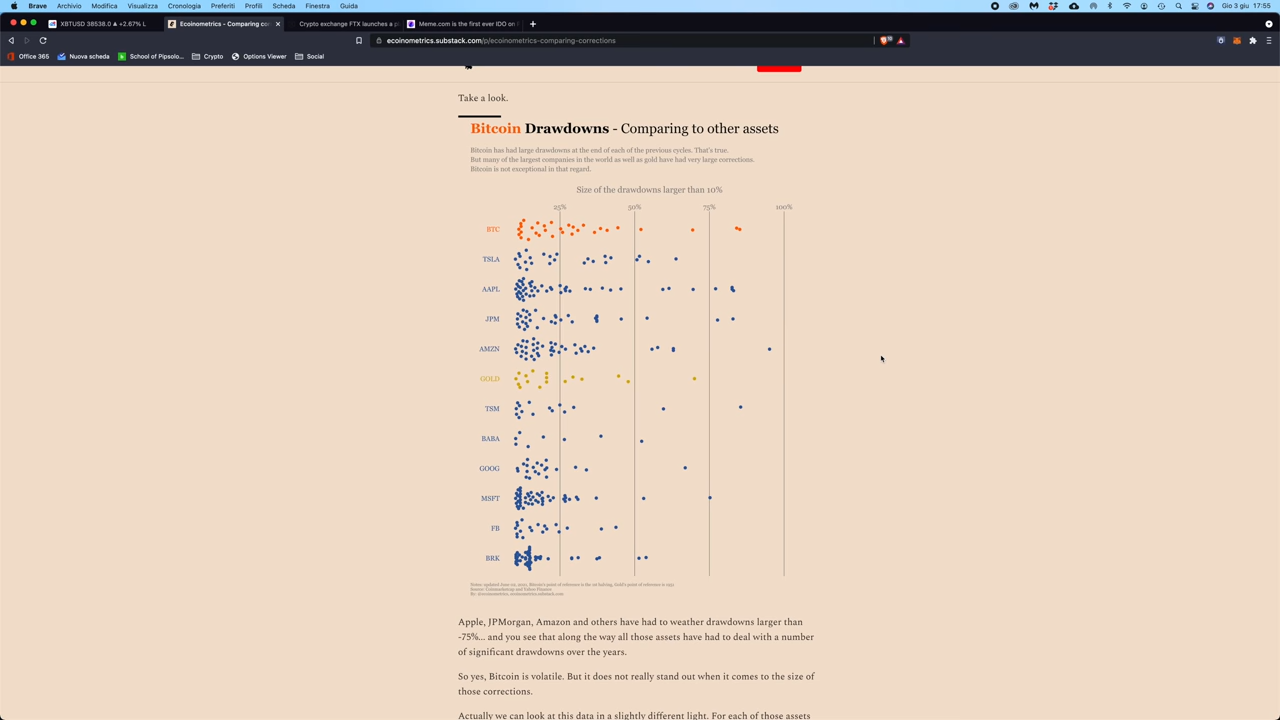 Brave Archivio Modifica Visualizza Cronologia Preferiti Profili Scheda Finestra Guida
Gio 3 giu 17:55
XBTUSD 38538.0 ▲ +2.67% L
Ecoinometrics - Comparing co
Crypto exchange FTX launches a p
Meme.com is the first ever IDO on
ecoinometrics.substack.com/p/ecoinometrics-comparing-corrections
Office 365 Nuova scheda School of Pipsolo... Crypto Options Viewer Social
Take a look.
Bitcoin Drawdowns - Comparing to other assets
Bitcoin has had large drawdowns at the end of each of the previous cycles. That's true.
But many of the largest companies in the world as well as gold have had very large corrections.
Bitcoin is not exceptional in that regard.
Size of the drawdowns larger than 10%
25% 50% 75% 100%
BTC
TSLA
AAPL
JPM
AMZN
GOLD
TSM
BABA
GOOG
MSFT
FB
BRK
Source: Coinmarketcap and Yahoo Finance
By: @ecoinometrics, ecoinometrics.substack.com
Apple, JPMorgan, Amazon and others have had to weather drawdowns larger than
-75%... and you see that along the way all those assets have had to deal with a number
of significant drawdowns over the years.
So yes, Bitcoin is volatile. But it does not really stand out when it comes to the size of
those corrections.
Actually we can look at this data in a slightly different light. For each of those assets